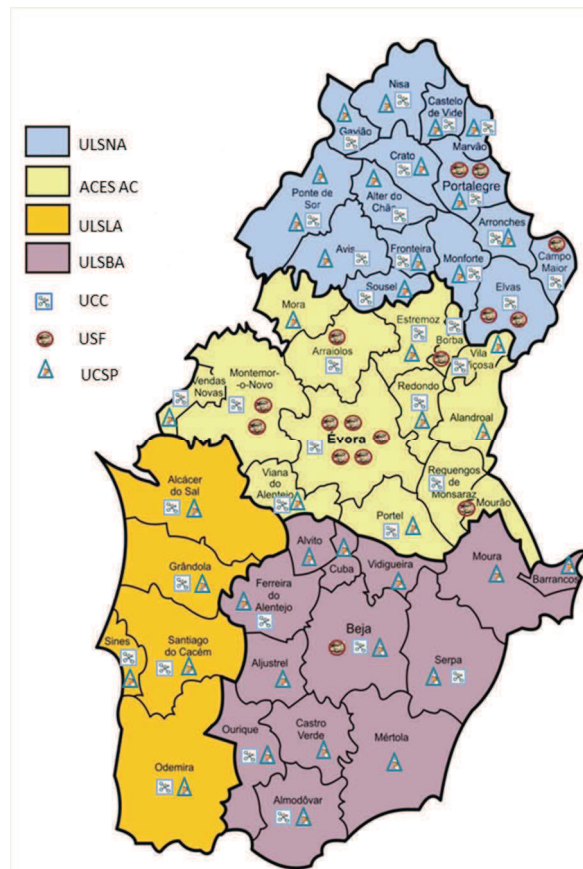 ULSNA
ACES AC
ULSLA
ULSBA
UCC
USF
UCSP
Nisa
Castelo
de Vide
Gavião
Marvão
Crato
Portalegre
Ponte de
Sor
Alter do
Chão
Arronches
Avis
Fronteira
Monforte
Campo
Maior
Sousel
Elvas
Mora
Estremoz
Borba
Arraiolos
Vila
Viçosa
Vendas
Novas
Montemor
-o-Novo
Redondo
Évora
Alandroal
Viana do
Alentejo
Reguengos
de
Monsaraz
Mourão
Portel
Alcácer
do Sal
Grândola
Sines
Santiago
do Cacém
Odemira
Alvito
Cuba
Vidigueira
Moura
Barrancos
Ferreira
do
Alentejo
Beja
Serpa
Aljustrel
Ourique
Castro
Verde
Mértola
Almodôvar